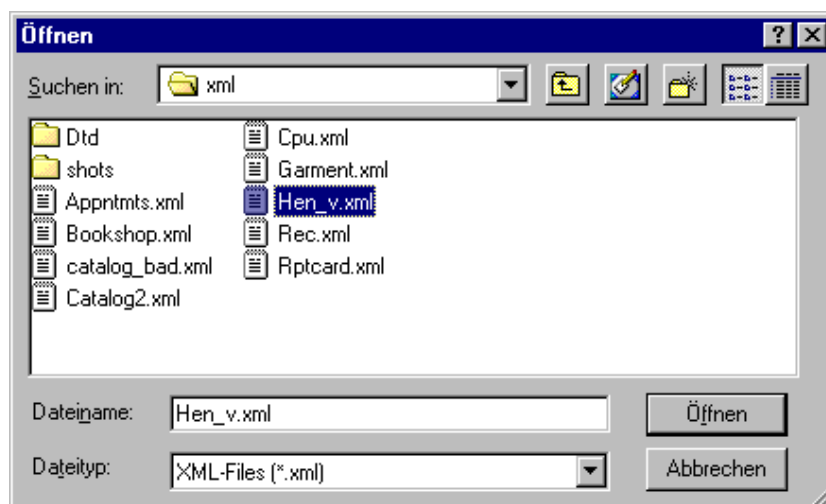 Öffnen
Suchen in: xml
Dtd
shots
Appntmts.xml
Bookshop.xml
catalog_bad.xml
Catalog2.xml
Cpu.xml
Garment.xml
Hen_v.xml
Rec.xml
Rptcard.xml
Dateiname: Hen_v.xml Öffnen
Dateityp: XML-Files (*.xml) Abbrechen